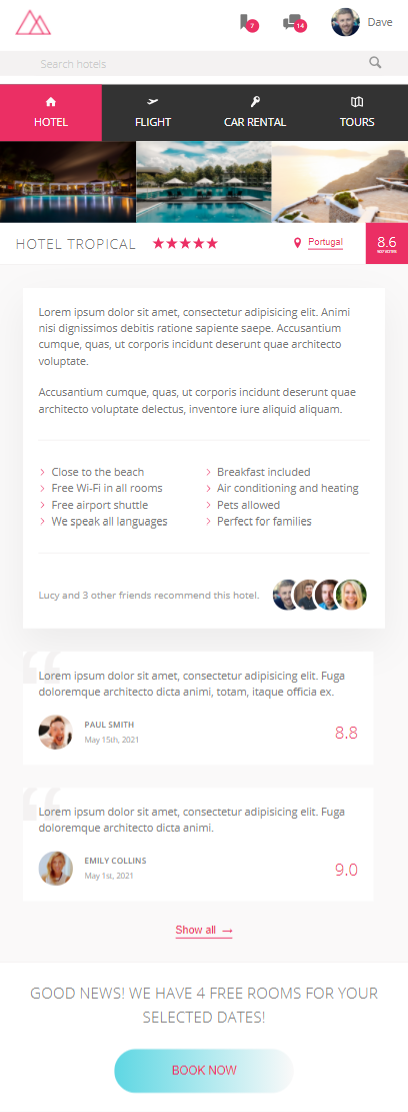 7
14
Dave
Search hotels
HOTEL
FLIGHT
CAR RENTAL
TOURS
HOTEL TROPICAL
Portugal
8.6
Lorem ipsum dolor sit amet, consectetur adipisicing elit. Animi
nisi dignissimos debitis ratione sapiente saepe. Accusantium
cumque, quas, ut corporis incidunt deserunt quae architecto
voluptate.
Accusantium cumque, quas, ut corporis incidunt deserunt quae
architecto voluptate delectus, inventore iure aliquid aliquam.
Close to the beach
Breakfast included
Free Wi-Fi in all rooms
Air conditioning and heating
Free airport shuttle
Pets allowed
We speak all languages
Perfect for families
Lucy and 3 other friends recommend this hotel.
“
Lorem ipsum dolor sit amet, consectetur adipisicing elit. Fuga
doloremque architecto dicta animi, totam, itaque officia ex.
PAUL SMITH
May 15th, 2021
8.8
“
Lorem ipsum dolor sit amet, consectetur adipisicing elit. Fuga
doloremque architecto dicta animi.
EMILY COLLINS
May 1st, 2021
9.0
Show all →
GOOD NEWS! WE HAVE 4 FREE ROOMS FOR YOUR
SELECTED DATES!
BOOK NOW